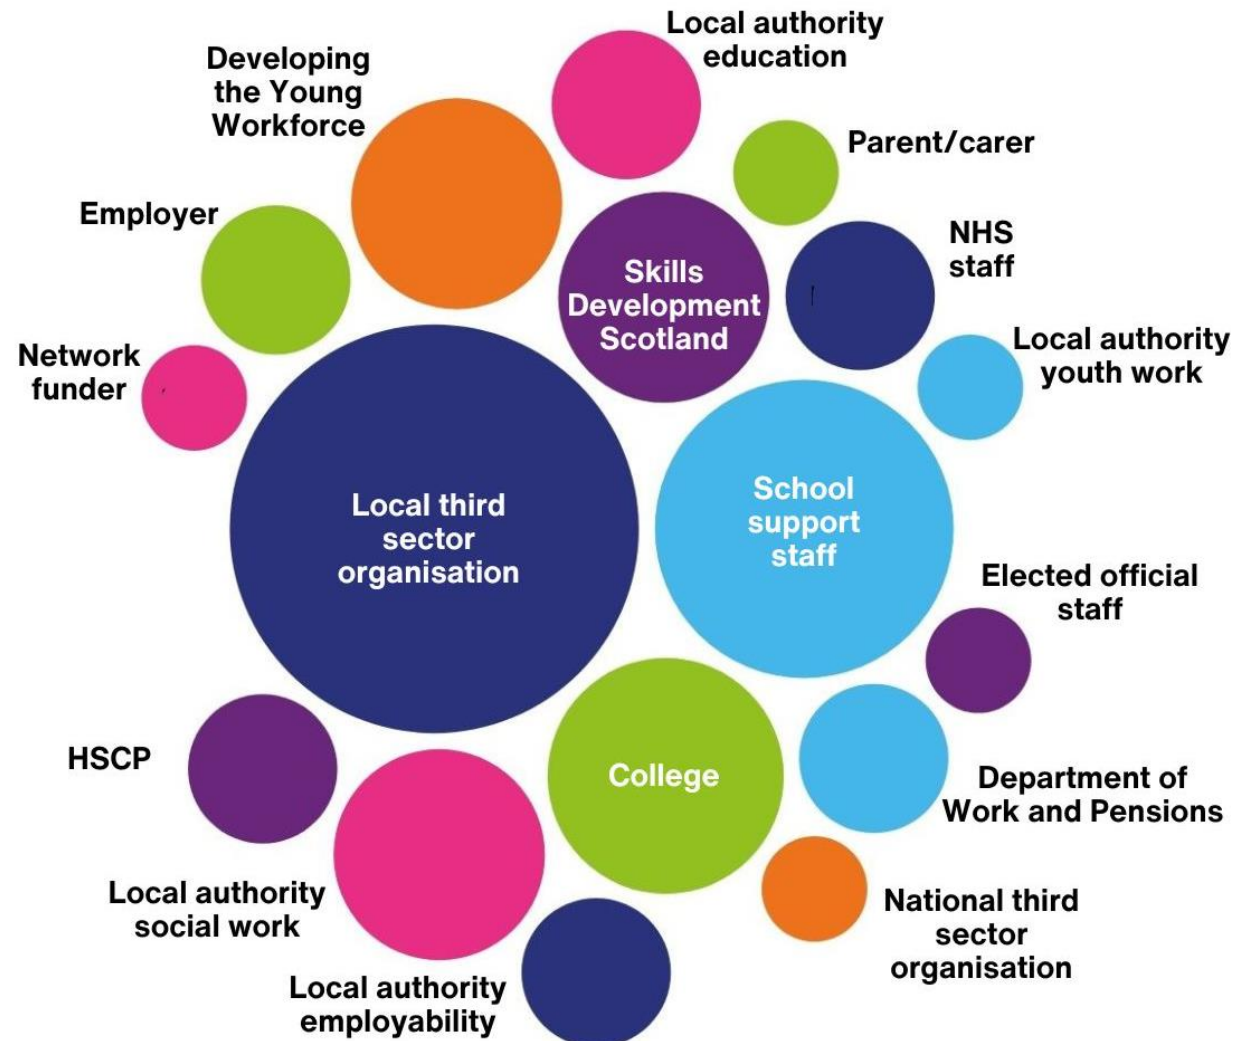 Local authority
education
Developing
the Young
Workforce
Parent/carer
Employer
NHS
staff
Skills
Development
Scotland
Network
funder
Local authority
youth work
Local third
sector
organisation
School
support
staff
Elected official
staff
HSCP
College
Department of
Work and Pensions
Local authority
social work
National third
sector
organisation
Local authority
employability